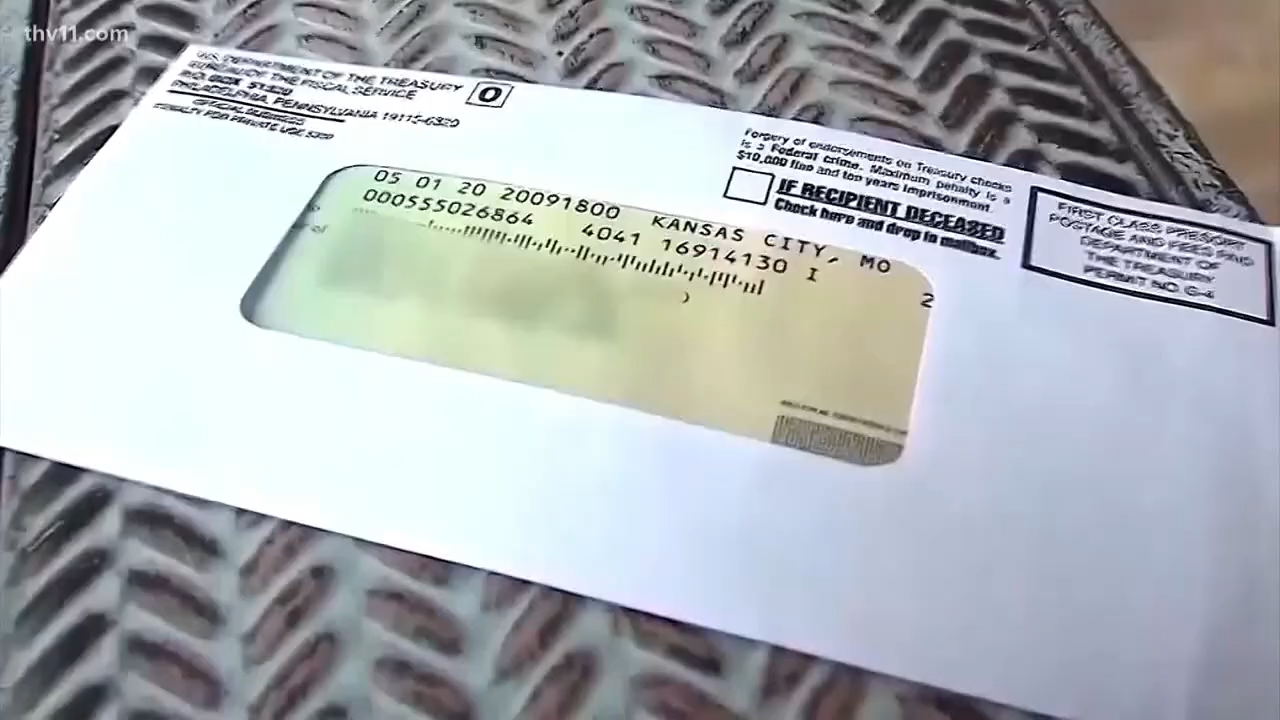 thv11.com
U.S. DEPARTMENT OF THE TREASURY
BUREAU OF THE FISCAL SERVICE
P.O. BOX 51320
PHILADELPHIA, PENNSYLVANIA 19115-6320
OFFICIAL BUSINESS
PENALTY FOR PRIVATE USE $300
O
Forgery of endorsements on Treasury checks
is a Federal crime. Maximum penalty is a
$10,000 fine and ten years imprisonment.
IF RECIPIENT DECEASED
Check here and drop in mailbox.
FIRST CLASS PRESORT
POSTAGE AND FEES PAID
DEPARTMENT OF
THE TREASURY
PERMIT NO. G-4
05 01 20 20091800 KANSAS CITY, MO
000555026864 4041 16914130 I
2